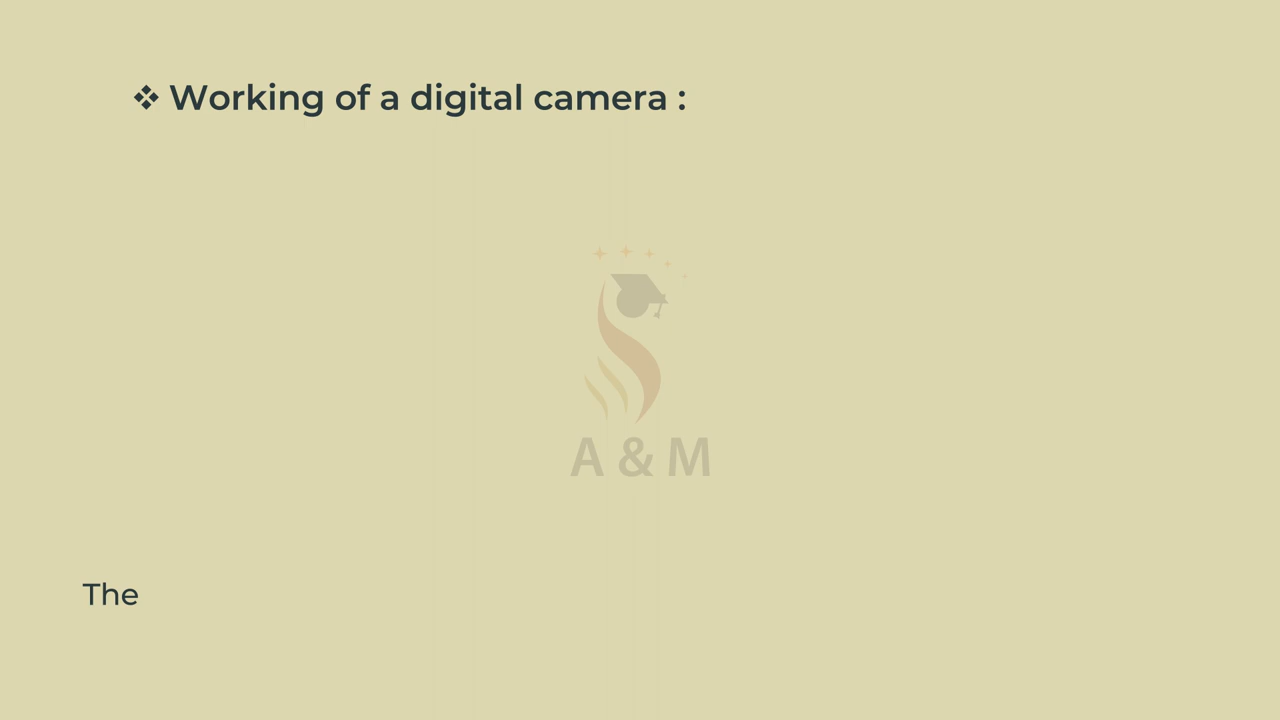 ❖ Working of a digital camera :
A & M
The